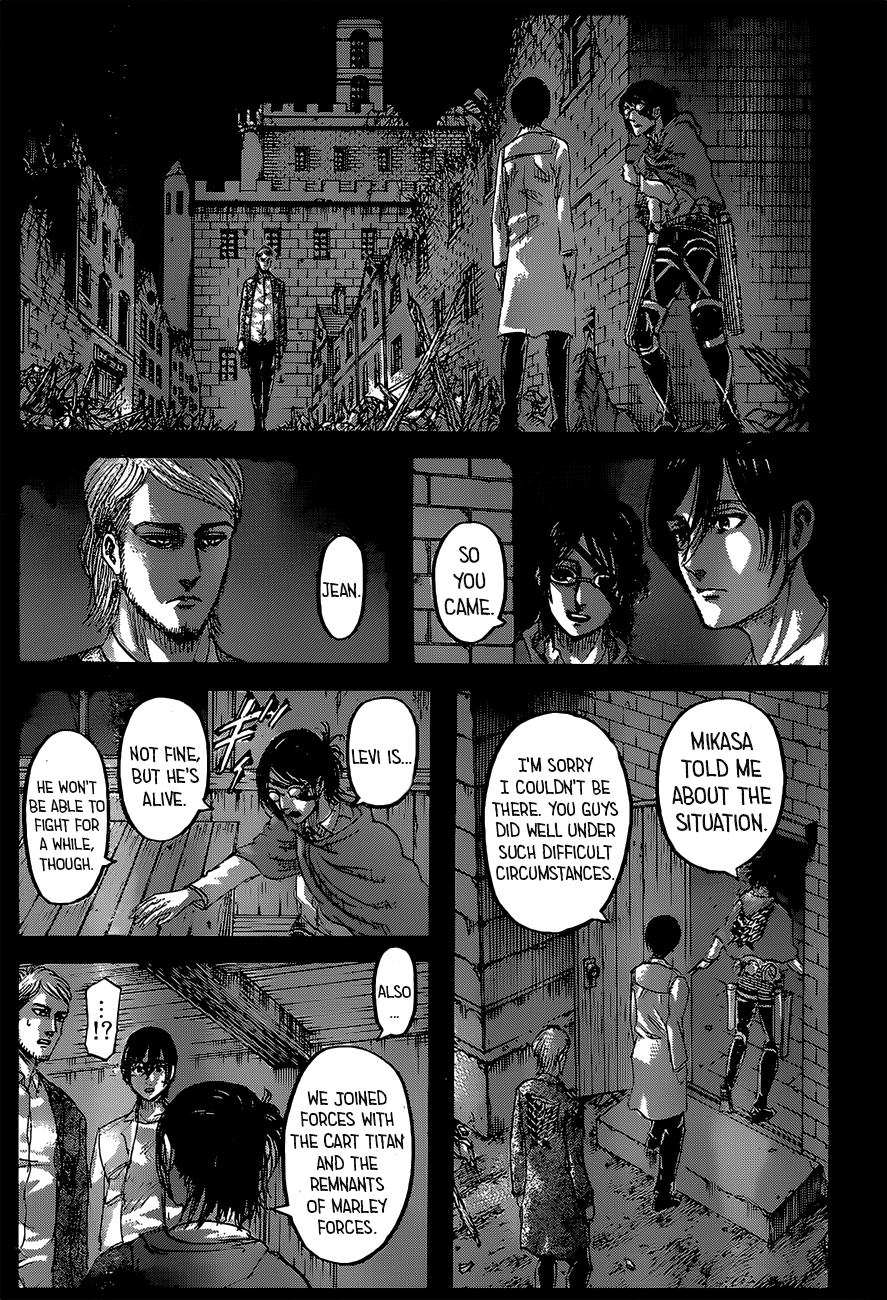 SO
YOU
CAME.
JEAN.
MIKASA
TOLD ME
ABOUT THE
SITUATION.
I'M SORRY
I COULDN'T BE
THERE. YOU GUYS
DID WELL UNDER
SUCH DIFFICULT
CIRCUMSTANCES.
LEVI IS...
NOT FINE,
BUT HE'S
ALIVE.
HE WON'T
BE ABLE TO
FIGHT FOR
A WHILE,
THOUGH.
ALSO
...
WE JOINED
FORCES WITH
THE CART TITAN
AND THE
REMNANTS
OF MARLEY
FORCES.
...
!?